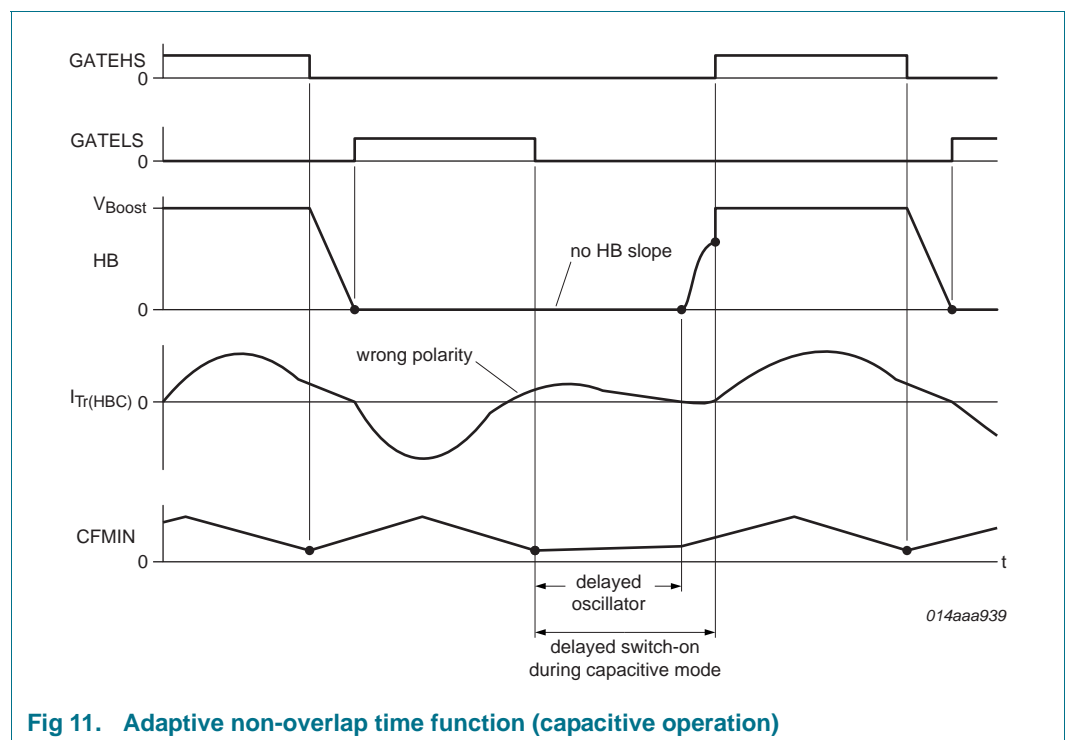 GATEHS
0
GATELS
0
VBoost
HB
no HB slope
0
wrong polarity
ITr(HBC) 0
CFMIN
0
t
delayed
oscillator
014aaa939
delayed switch-on
during capacitive mode
Fig 11. Adaptive non-overlap time function (capacitive operation)